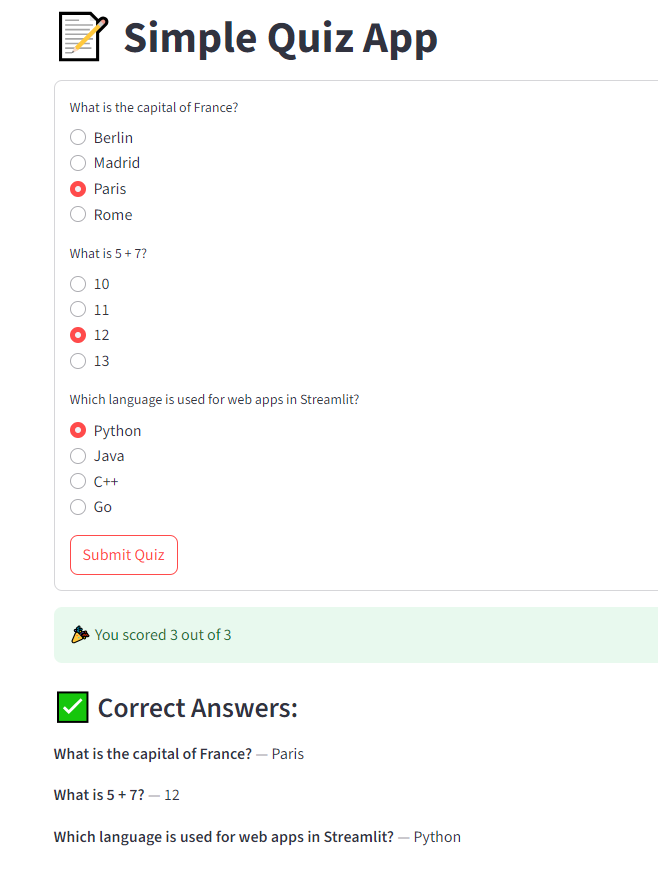 Simple Quiz App
What is the capital of France?
Berlin
Madrid
Paris
Rome
What is 5 + 7?
10
11
12
13
Which language is used for web apps in Streamlit?
Python
Java
C++
Go
Submit Quiz
You scored 3 out of 3
Correct Answers:
What is the capital of France? — Paris
What is 5 + 7? — 12
Which language is used for web apps in Streamlit? — Python